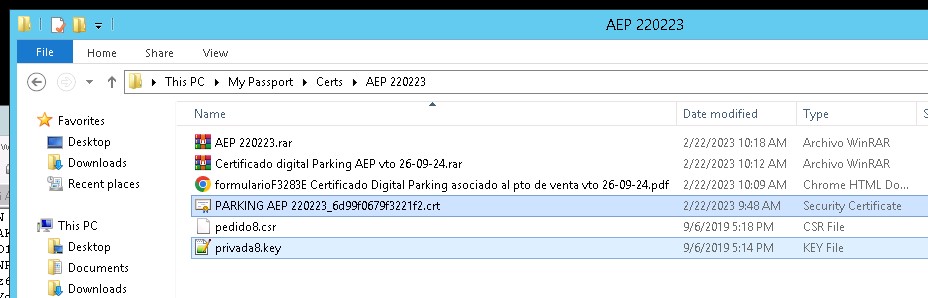 AEP 220223
File Home Share View
This PC My Passport Certs AEP 220223
Name Date modified Type
Favorites
Desktop
Downloads
Recent places
This PC
Desktop
Documents
Downloads
AEP 220223.rar 2/22/2023 10:18 AM Archivo WinRAR
Certificado digital Parking AEP vto 26-09-24.rar 2/22/2023 10:12 AM Archivo WinRAR
formularioF3283E Certificado Digital Parking asociado al pto de venta vto 26-09-24.pdf 2/22/2023 10:09 AM Chrome HTML Do...
PARKING AEP 220223_6d99f0679f3221f2.crt 2/22/2023 9:48 AM Security Certificate
pedido8.csr 9/6/2019 5:18 PM CSR File
privada8.key 9/6/2019 5:14 PM KEY File